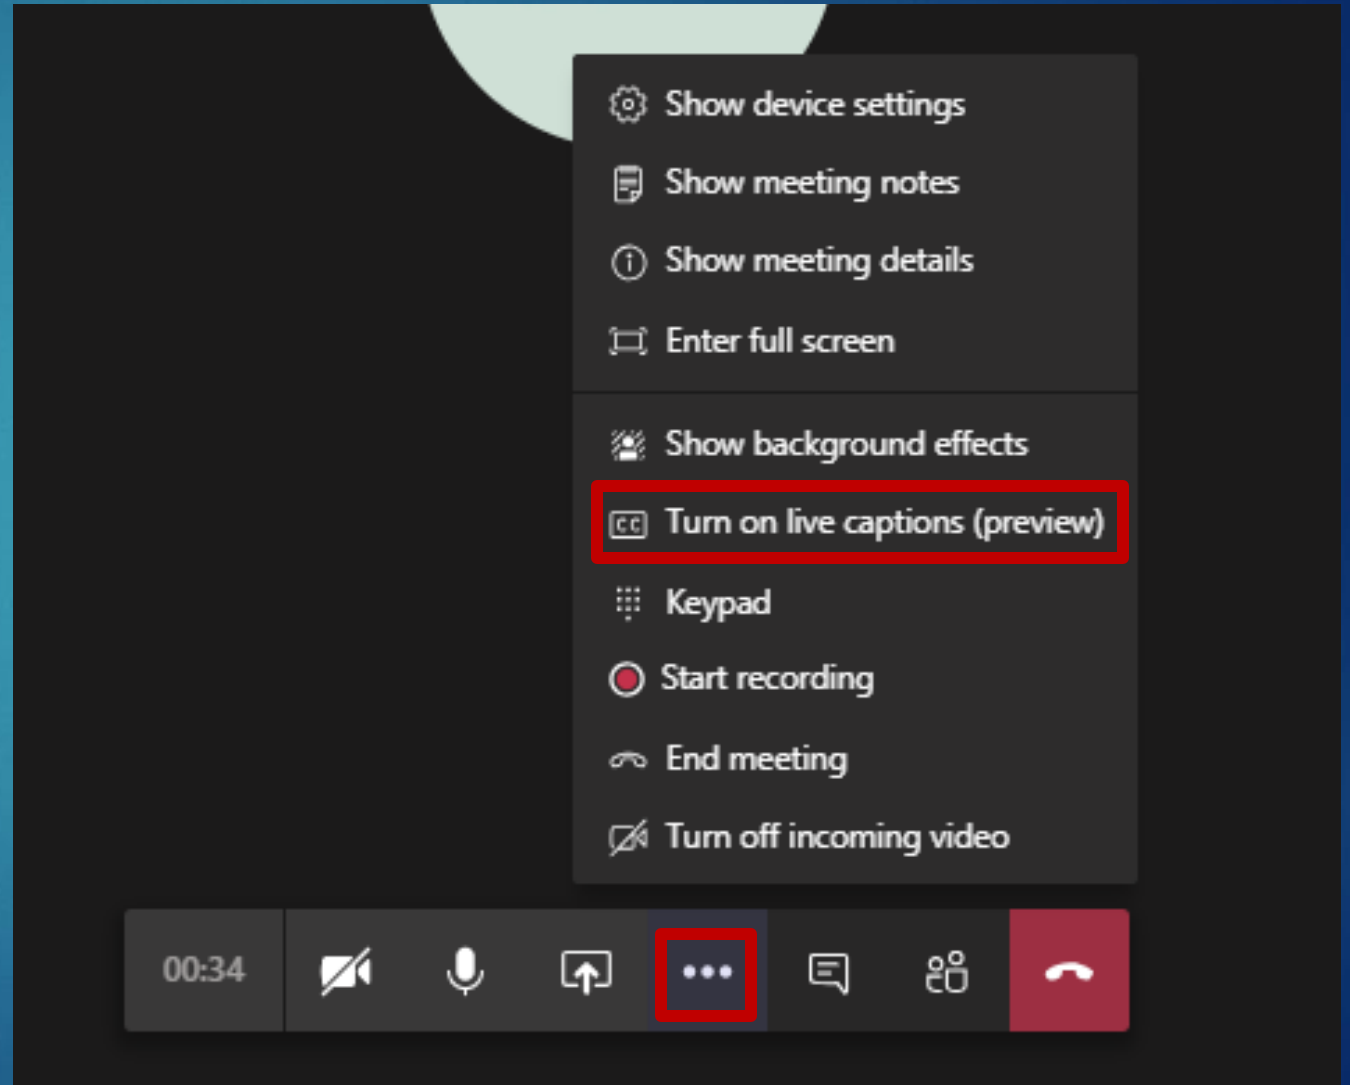 Show device settings
Show meeting notes
Show meeting details
Enter full screen
Show background effects
CC Turn on live captions (preview)
Keypad
Start recording
End meeting
Turn off incoming video
00:34